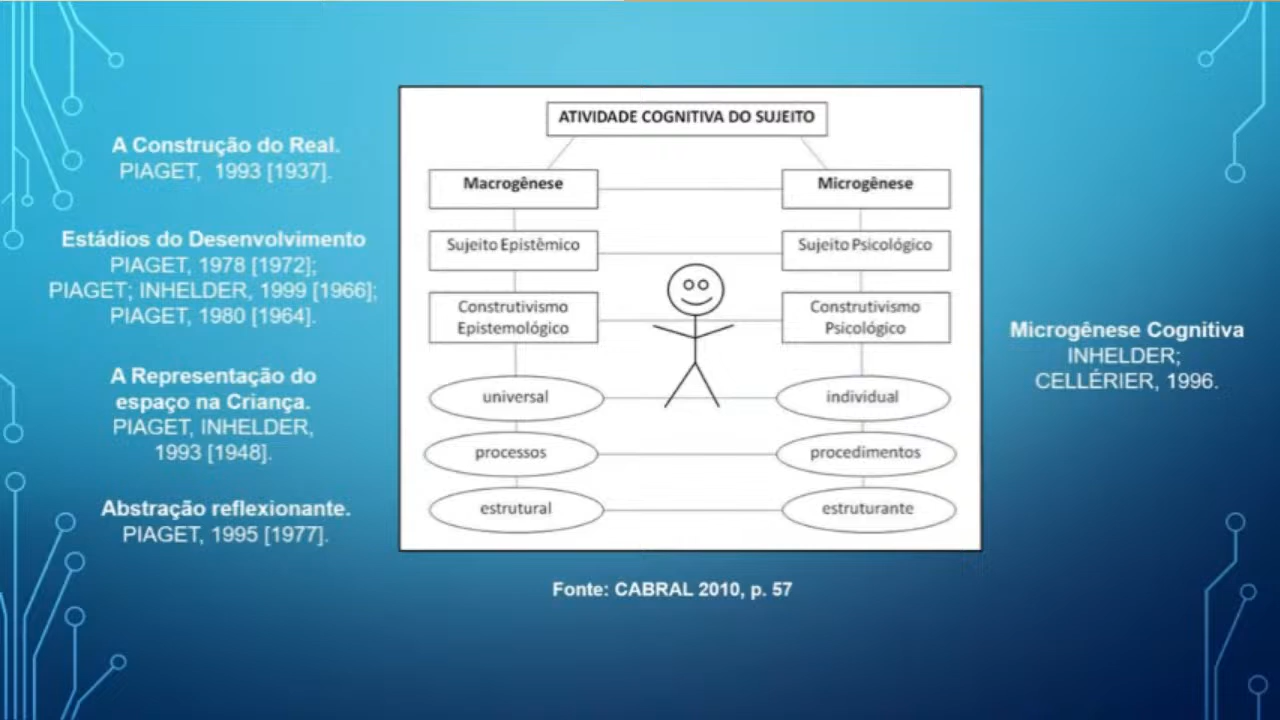 A Construção do Real.
PIAGET, 1993 [1937].
Estádios do Desenvolvimento
PIAGET, 1978 [1972];
PIAGET; INHELDER, 1999 [1966];
PIAGET, 1980 [1964].
A Representação do
espaço na Criança.
PIAGET, INHELDER,
1993 [1948].
Abstração reflexionante.
PIAGET, 1995 [1977].
ATIVIDADE COGNITIVA DO SUJEITO
Macrogênese
Microgênese
Sujeito Epistêmico
Sujeito Psicológico
Construtivismo
Epistemológico
Construtivismo
Psicológico
universal
individual
processos
procedimentos
estrutural
estruturante
Fonte: CABRAL 2010, p. 57
Microgênese Cognitiva
INHELDER;
CELLÉRIER, 1996.